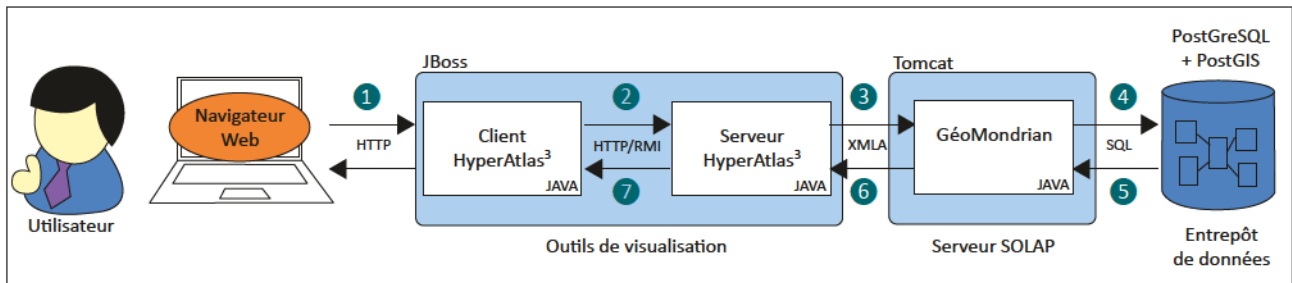 JBoss
Tomcat
PostGreSQL
+ PostGIS
1
2
3
4
Navigateur
Web
HTTP
Client
HyperAtlas³
JAVA
HTTP/RMI
Serveur
HyperAtlas³
JAVA
XMLA
GéoMondrian
JAVA
SQL
7
6
5
Utilisateur
Outils de visualisation
Serveur SOLAP
Entrepôt
de données